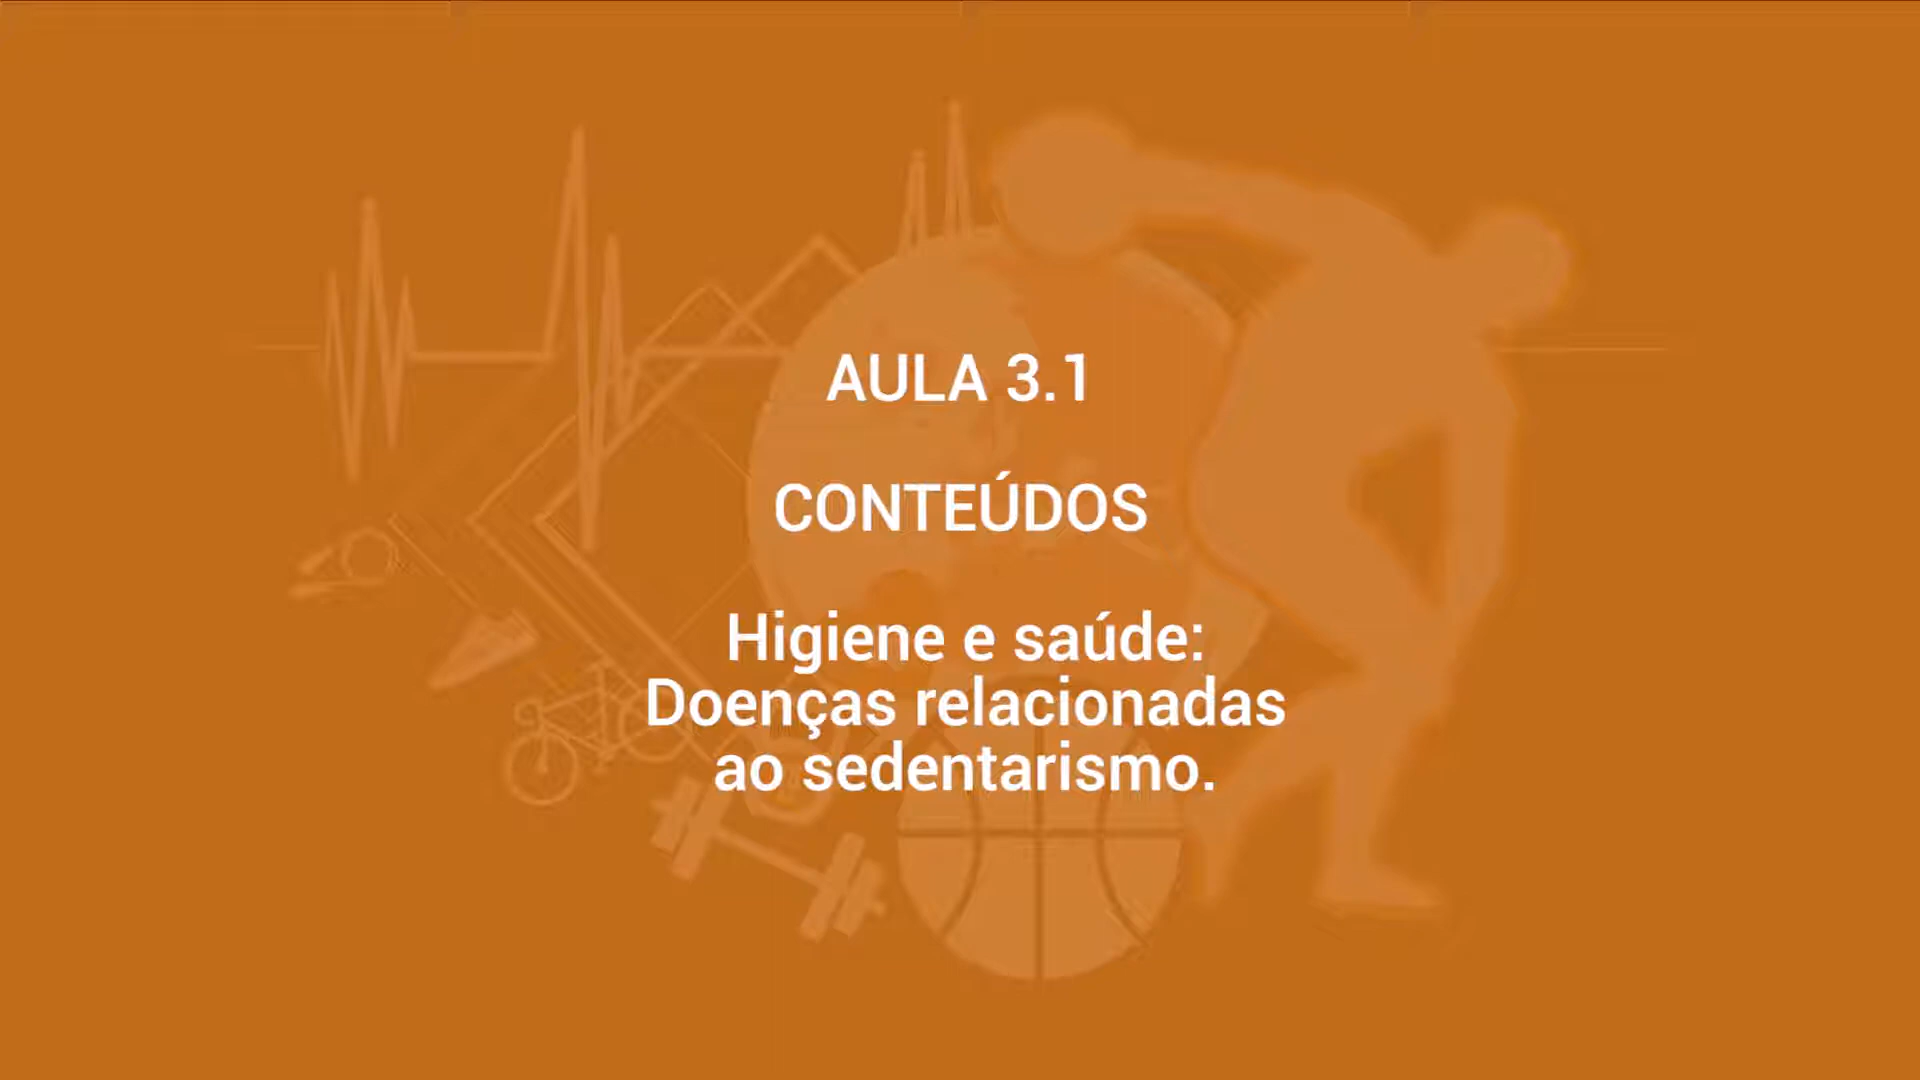 AULA 3.1
CONTEÚDOS
Higiene e saúde:
Doenças relacionadas
ao sedentarismo.